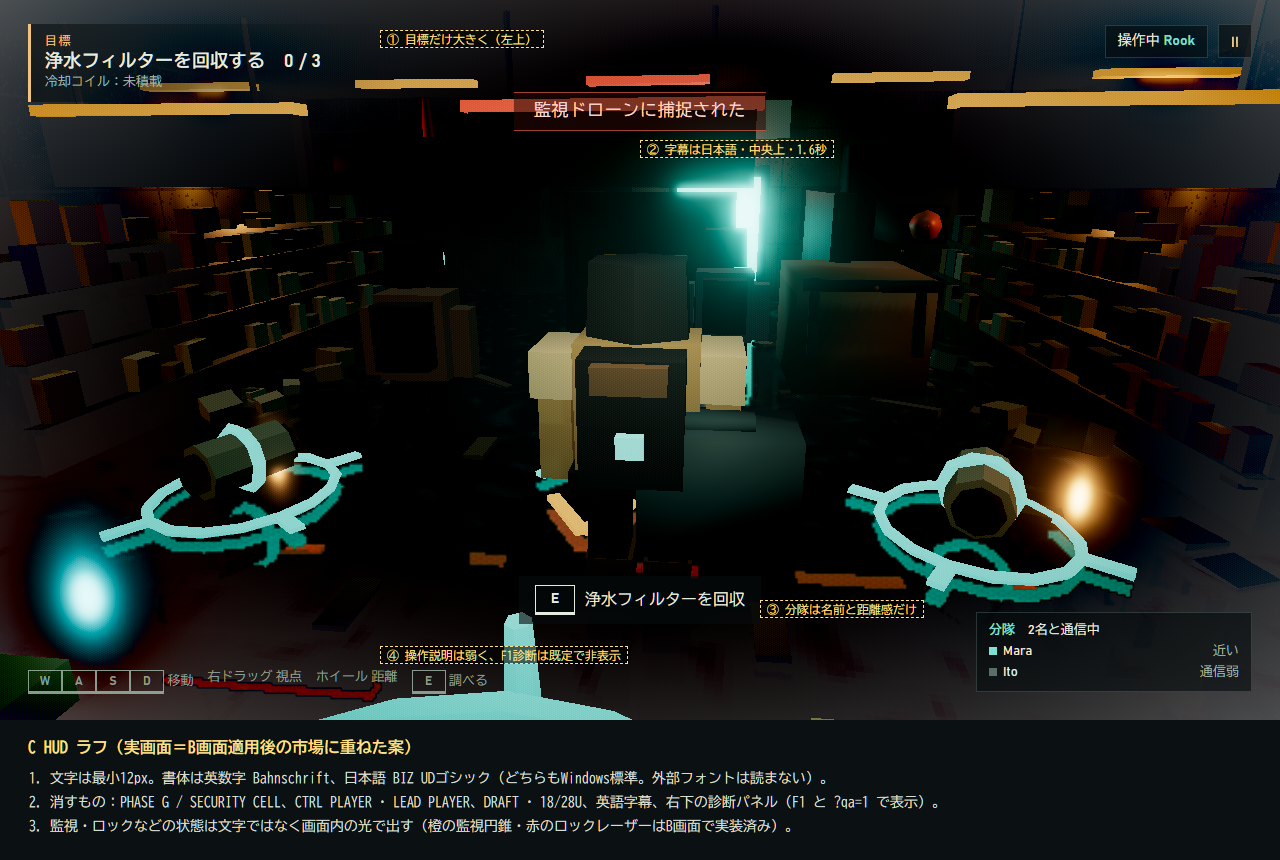 目標
浄水フィルターを回収する 0 / 3
冷却コイル：未積載
① 目標だけ大きく（左上）
操作中 Rook
II
監視ドローンに捕捉された
② 字幕は日本語・中央上・1.6秒
E 浄水フィルターを回収
③ 分隊は名前と距離感だけ
分隊 2名と通信中
Mara 近い
Ito 通信弱
④ 操作説明は弱く、F1診断は既定で非表示
W A S D 移動 右ドラッグ 視点 ホイール 距離 E 調べる
C HUD ラフ（実画面＝B画面適用後の市場に重ねた案）
1. 文字は最小12px。書体は英数字 Bahnschrift、日本語 BIZ UDゴシック（どちらもWindows標準。外部フォントは読まない）。
2. 消すもの：PHASE G / SECURITY CELL、CTRL PLAYER · LEAD PLAYER、DRAFT · 18/28U、英語字幕、右下の診断パネル（F1 と ?qa=1 で表示）。
3. 監視・ロックなどの状態は文字ではなく画面内の光で出す（橙の監視円錐・赤のロックレーザーはB画面で実装済み）。